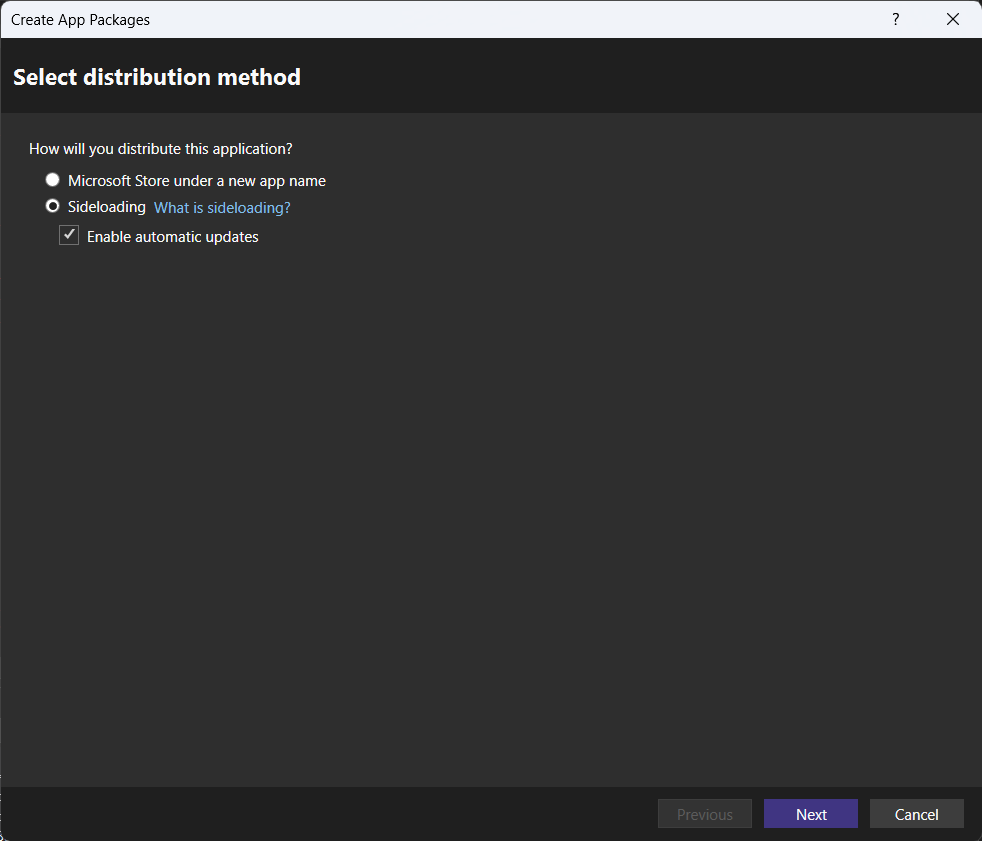 Create App Packages
?
Select distribution method
How will you distribute this application?
Microsoft Store under a new app name
Sideloading What is sideloading?
Enable automatic updates
Previous Next Cancel